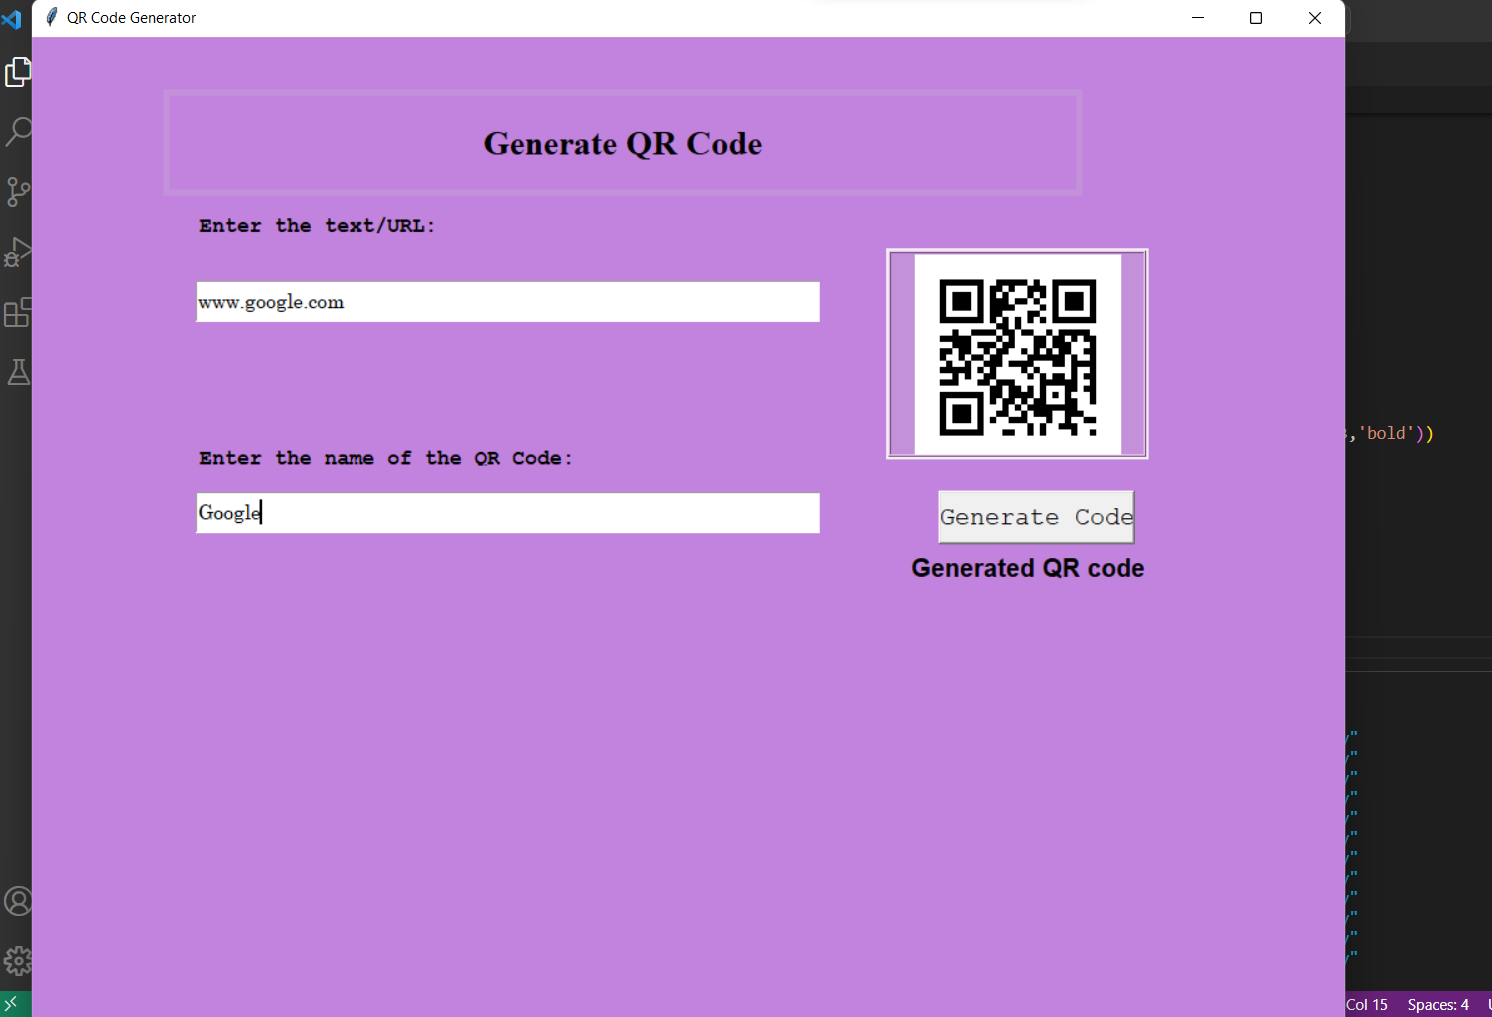 QR Code Generator
Generate QR Code
Enter the text/URL:
www.google.com
Enter the name of the QR Code:
Google
Generate Code
Generated QR code
,'bold'))
"
"
"
"
"
"
"
"
"
"
"
"
Col 15 Spaces: 4